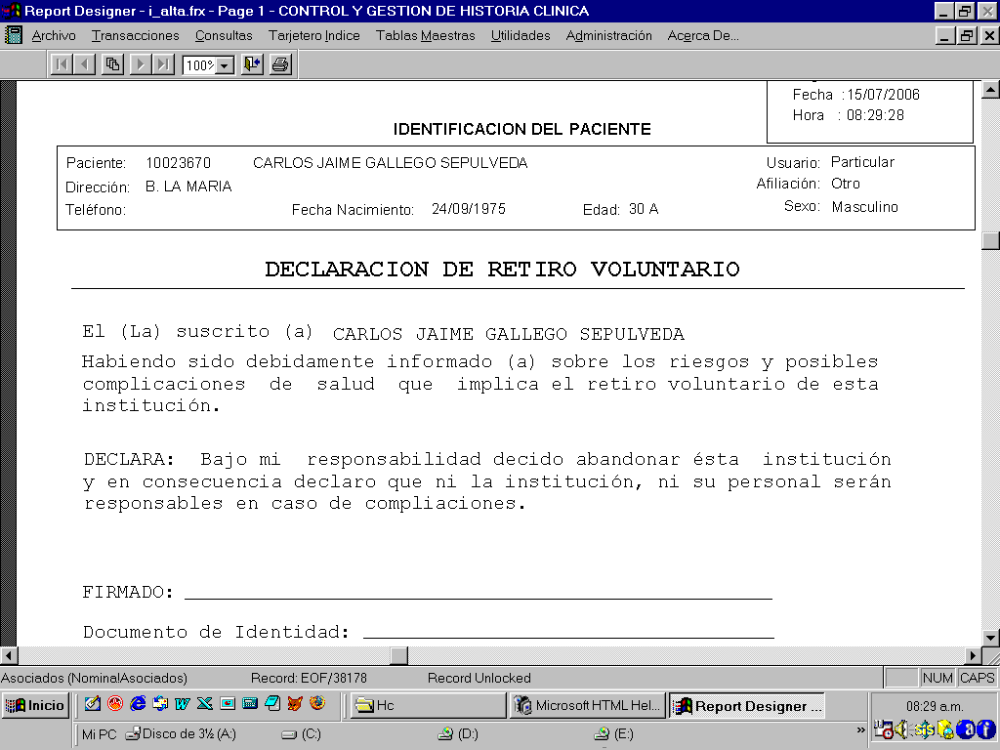 Report Designer - i_alta.frx - Page 1 - CONTROL Y GESTION DE HISTORIA CLINICA
Archivo Transacciones Consultas Tarjetero Indice Tablas Maestras Utilidades Administración Acerca De...
100%
Fecha :15/07/2006
Hora : 08:29:28
IDENTIFICACION DEL PACIENTE
Paciente: 10023670 CARLOS JAIME GALLEGO SEPULVEDA Usuario: Particular
Dirección: B. LA MARIA Afiliación: Otro
Teléfono: Fecha Nacimiento: 24/09/1975 Edad: 30 A Sexo: Masculino
DECLARACION DE RETIRO VOLUNTARIO
El (La) suscrito (a) CARLOS JAIME GALLEGO SEPULVEDA
Habiendo sido debidamente informado (a) sobre los riesgos y posibles
complicaciones de salud que implica el retiro voluntario de esta
institución.
DECLARA: Bajo mi responsabilidad decido abandonar ésta institución
y en consecuencia declaro que ni la institución, ni su personal serán
responsables en caso de compliaciones.
FIRMADO:
Documento de Identidad:
Asociados (Nomina!Asociados) Record: EOF/38178 Record Unlocked NUM CAPS
Inicio Hc Microsoft HTML Hel... Report Designer ... 08:29 a.m.
Mi PC Disco de 3½ (A:) (C:) (D:) (E:) » sis